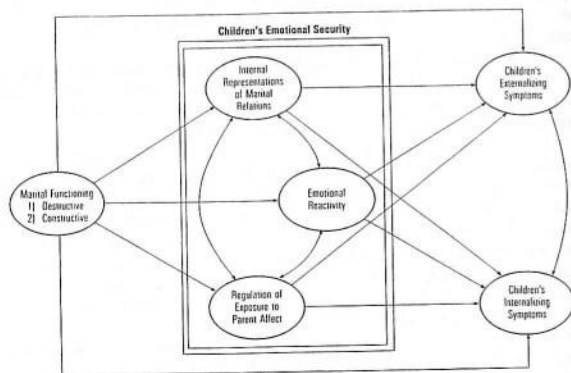 Children's Emotional Security
Internal
Representations
of Marital
Relations
Children's
Externalizing
Symptoms
Marital Functioning
1) Destructive
2) Constructive
Emotional
Reactivity
Regulation of
Exposure to
Parent Affect
Children's
Internalizing
Symptoms